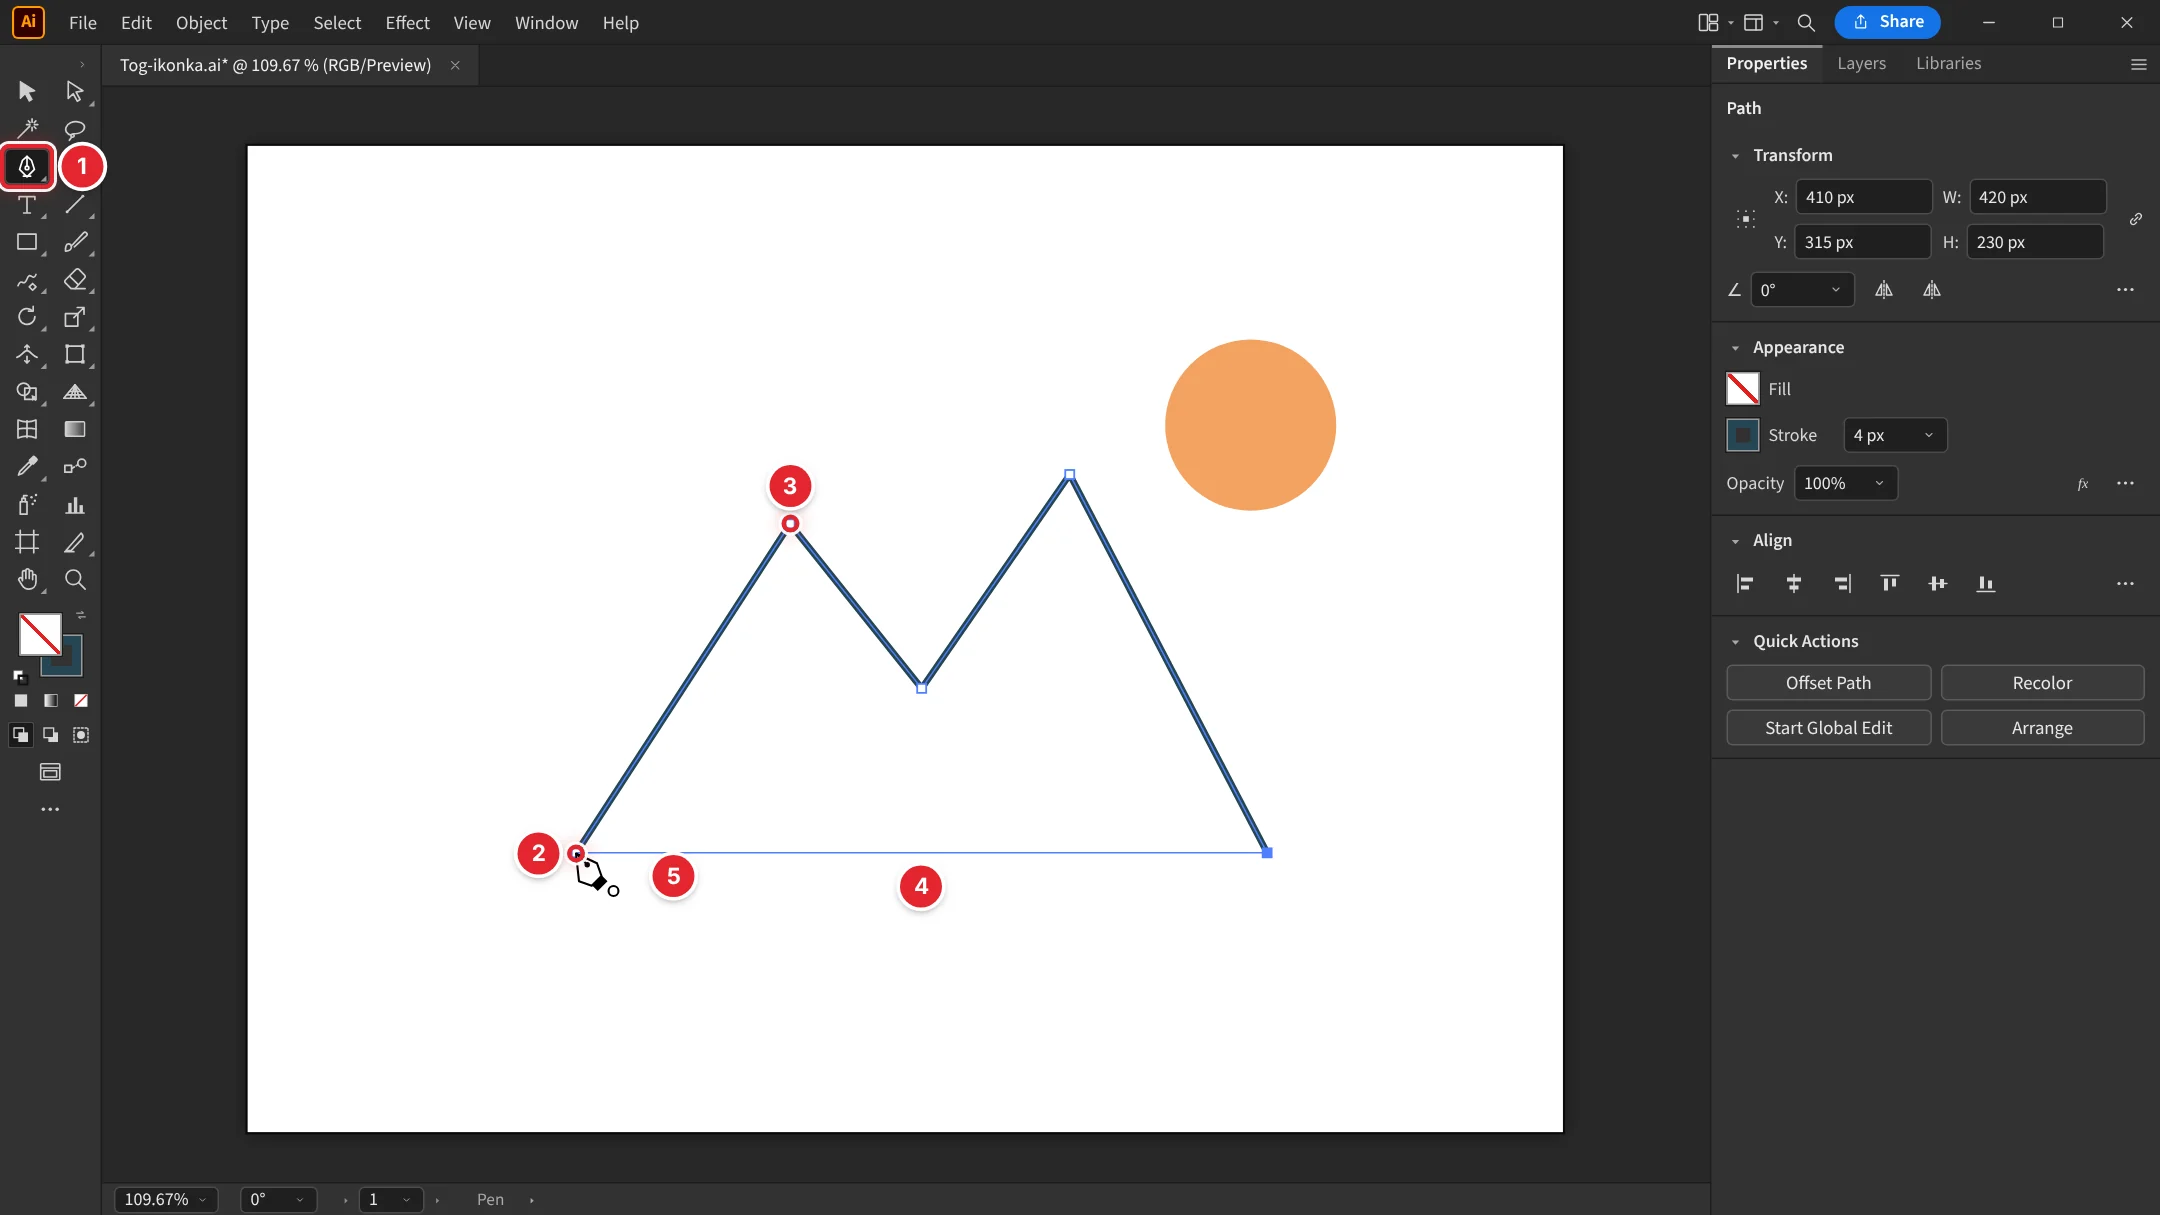 Ai File Edit Object Type Select Effect View Window Help Share
Tog-ikonka.ai* @ 109.67 % (RGB/Preview)
Properties Layers Libraries
Path
Transform
X: 410 px W: 420 px
Y: 315 px H: 230 px
0°
Appearance
Fill
Stroke 4 px
Opacity 100% fx
Align
Quick Actions
Offset Path Recolor
Start Global Edit Arrange
1
T
3
2
5
4
109.67% 0° 1 Pen